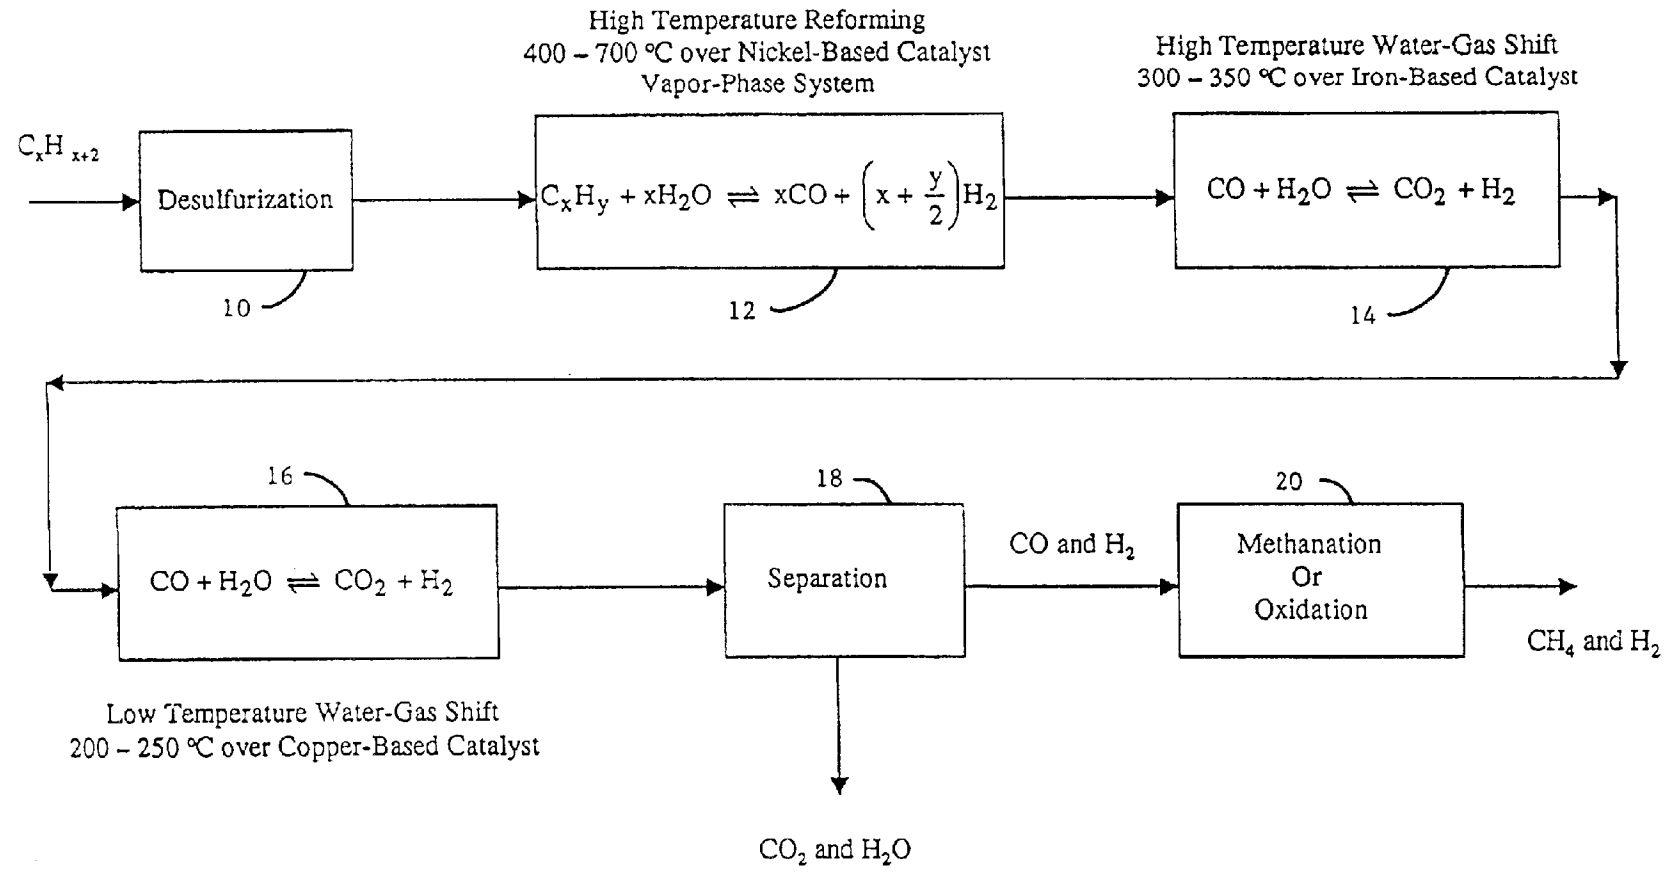 High Temperature Reforming
400 – 700 °C over Nickel-Based Catalyst
Vapor-Phase System
High Temperature Water-Gas Shift
300 – 350 °C over Iron-Based Catalyst
CₓH ₓ₊₂
Desulfurization
CₓHᵧ + xH₂O ⇌ xCO + (x + y/2)H₂
CO + H₂O ⇌ CO₂ + H₂
10
12
14
16
18
20
CO + H₂O ⇌ CO₂ + H₂
Separation
CO and H₂
Methanation
Or
Oxidation
CH₄ and H₂
Low Temperature Water-Gas Shift
200 – 250 °C over Copper-Based Catalyst
CO₂ and H₂O